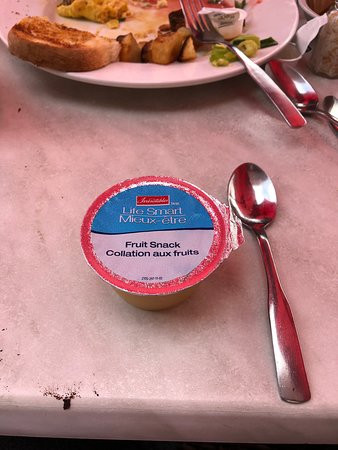 Irresistibles
Life Smart
Mieux-être
Fruit Snack
Collation aux fruits